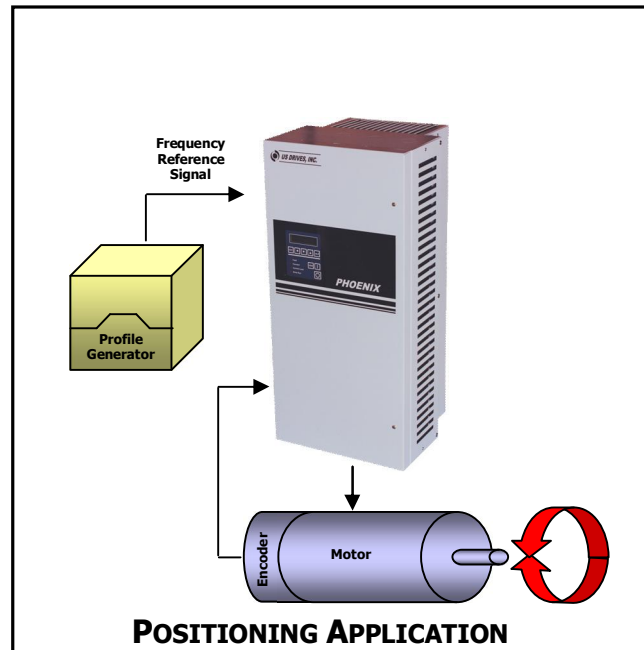 Frequency
Reference
Signal
US DRIVES, INC.
PHOENIX
Profile
Generator
Encoder
Motor
POSITIONING APPLICATION